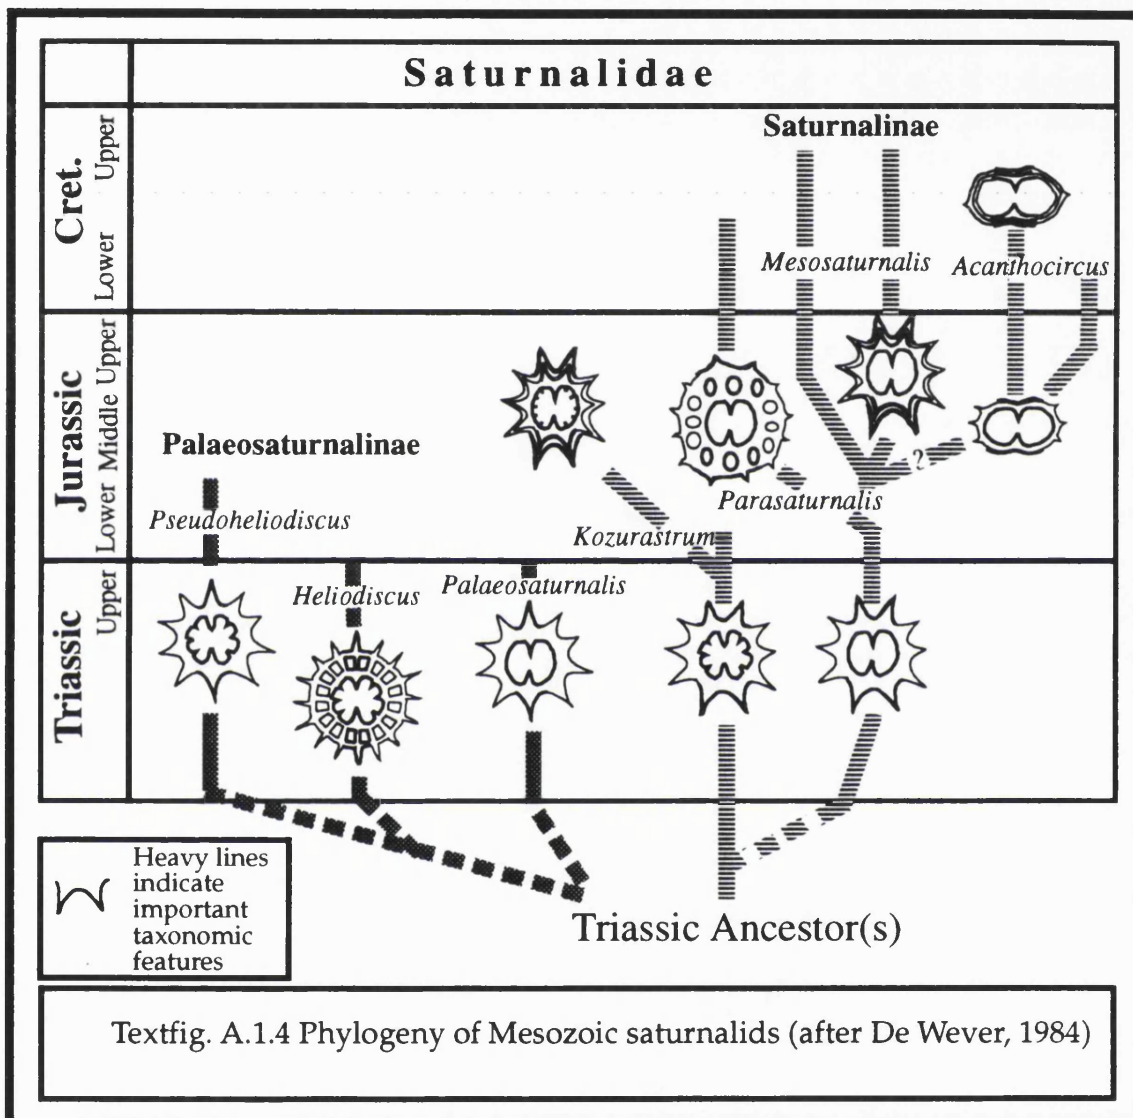 Saturnalidae
Cret.
Upper
Lower
Saturnalinae
Mesosaturnalis
Acanthocircus
Jurassic
Lower Middle Upper
Palaeosaturnalinae
Pseudoheliodiscus
Parasaturnalis
Kozurastrum
?
Triassic
Upper
Heliodiscus
Palaeosaturnalis
Heavy lines
indicate
important
taxonomic
features
Triassic Ancestor(s)
Textfig. A.1.4 Phylogeny of Mesozoic saturnalids (after De Wever, 1984)